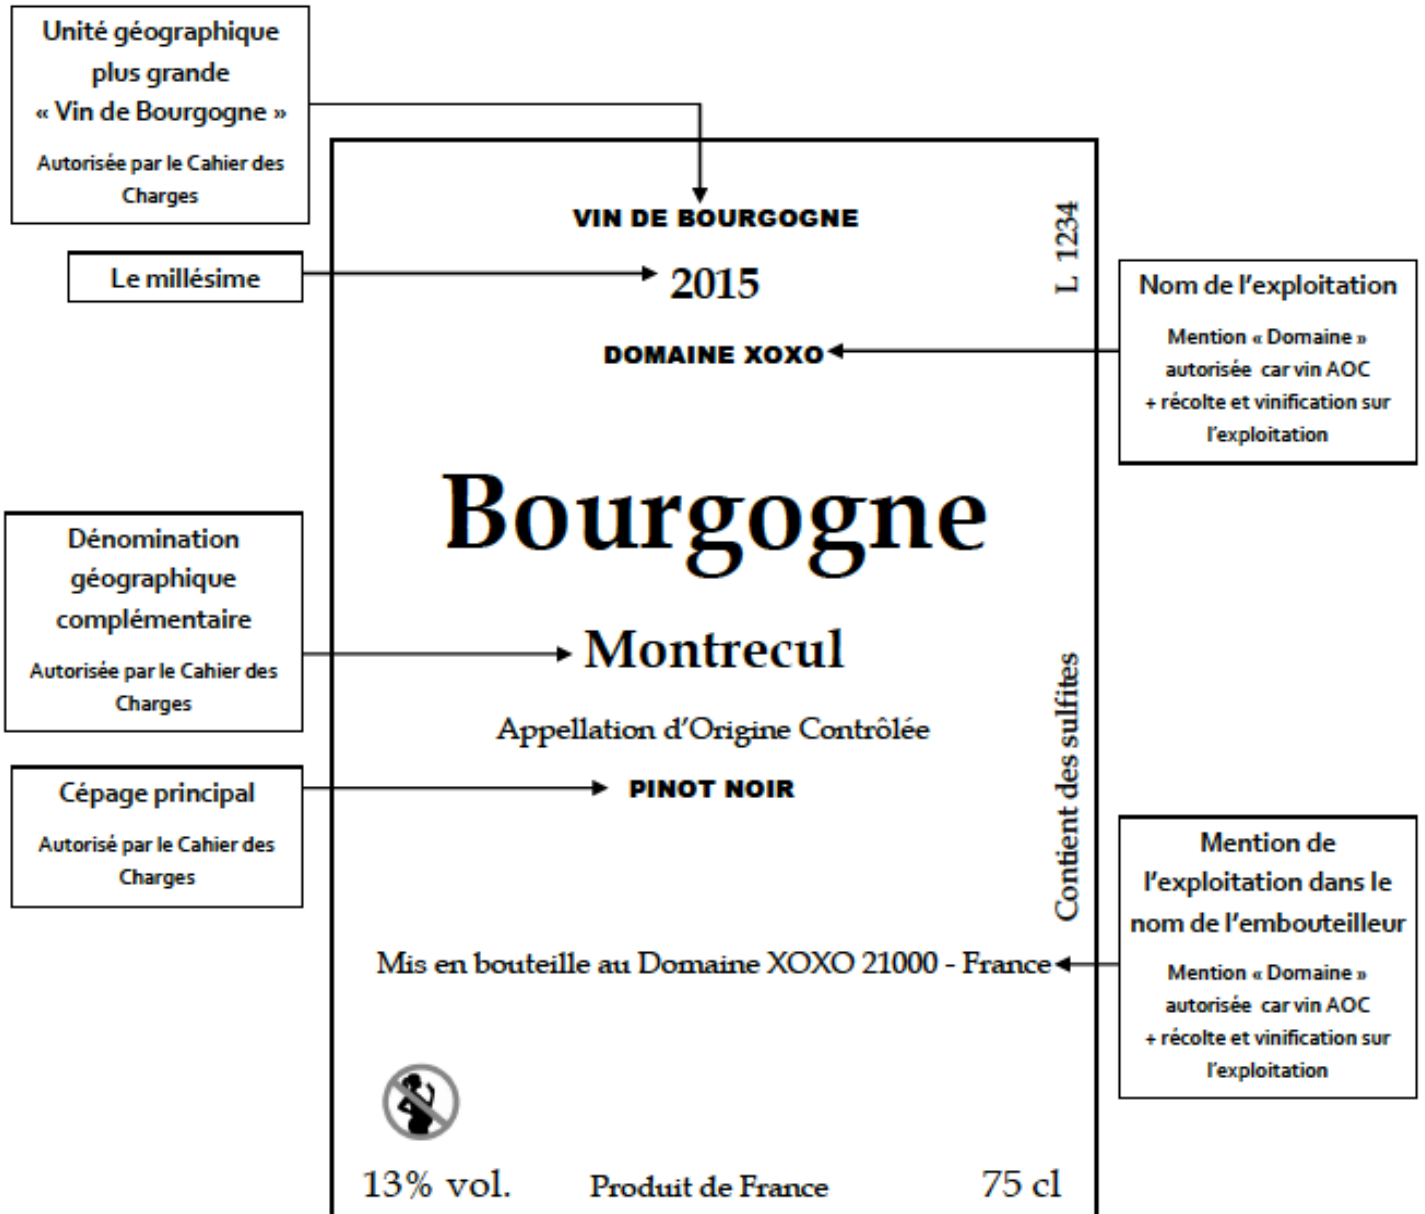 Unité géographique
plus grande
« Vin de Bourgogne »
Autorisée par le Cahier des
Charges
Le millésime
Dénomination
géographique
complémentaire
Autorisée par le Cahier des
Charges
Cépage principal
Autorisé par le Cahier des
Charges
VIN DE BOURGOGNE
2015
DOMAINE XOXO
Bourgogne
Montrecul
Appellation d'Origine Contrôlée
PINOT NOIR
Mis en bouteille au Domaine XOXO 21000 - France
13% vol.
Produit de France
75 cl
L 1234
Contient des sulfites
Nom de l'exploitation
Mention « Domaine »
autorisée car vin AOC
+ récolte et vinification sur
l'exploitation
Mention de
l'exploitation dans le
nom de l'embouteilleur
Mention « Domaine »
autorisée car vin AOC
+ récolte et vinification sur
l'exploitation